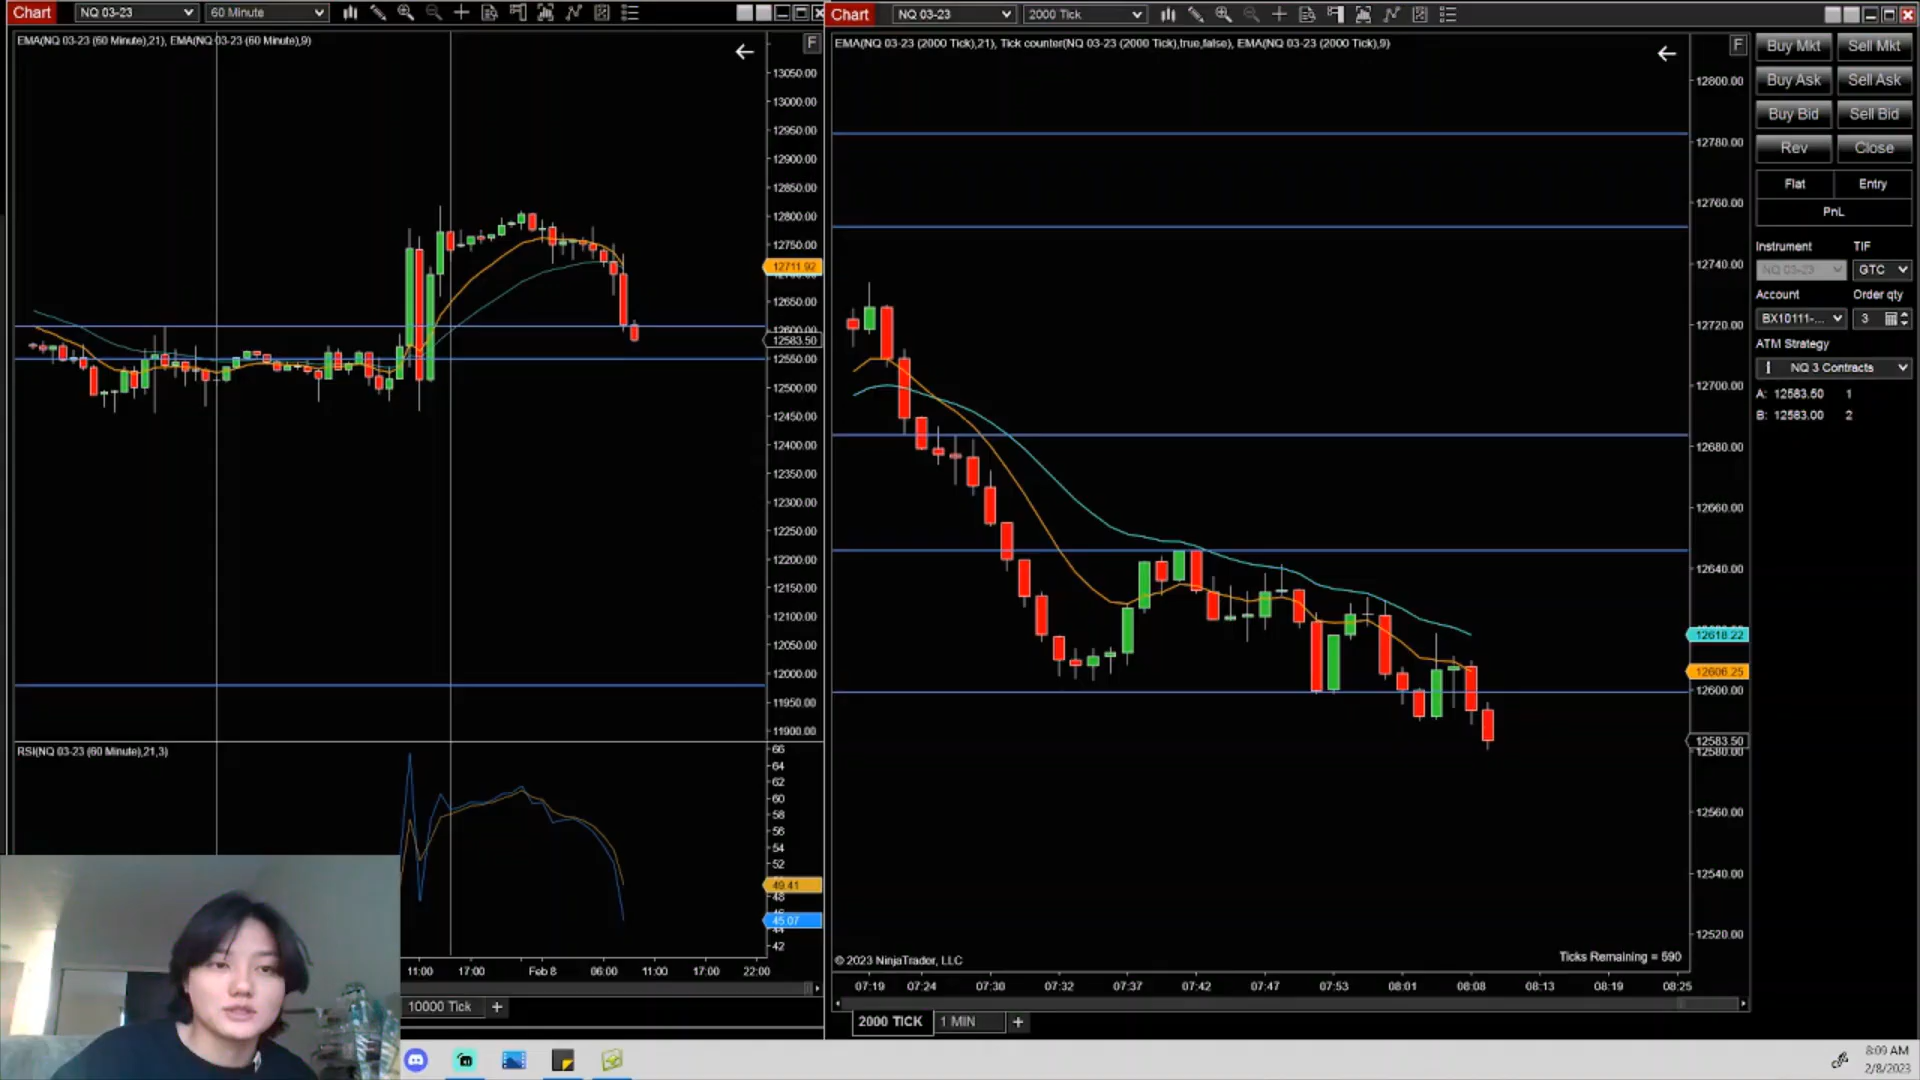 Chart NQ 03-23 60 Minute
EMA(NQ 03-23 (60 Minute),21), EMA(NQ 03-23 (60 Minute),9)
F
13050.00
13000.00
12950.00
12900.00
12850.00
12800.00
12750.00
12711.92
12650.00
12600.00
12583.50
12550.00
12500.00
12450.00
12400.00
12350.00
12300.00
12250.00
12200.00
12150.00
12100.00
12050.00
12000.00
11950.00
11900.00
RSI(NQ 03-23 (60 Minute),21,3)
66
64
62
60
58
56
54
52
49.41
48
45.07
44
42
11:00 17:00 Feb 8 06:00 11:00 17:00 22:00
10000 Tick +
Chart NQ 03-23 2000 Tick
EMA(NQ 03-23 (2000 Tick),21), Tick counter(NQ 03-23 (2000 Tick),true,false), EMA(NQ 03-23 (2000 Tick),9)
F
12800.00
12780.00
12760.00
12740.00
12720.00
12700.00
12680.00
12660.00
12640.00
12618.22
12606.25
12600.00
12583.50
12580.00
12560.00
12540.00
12520.00
© 2023 NinjaTrader, LLC
Ticks Remaining = 590
07:19 07:24 07:30 07:32 07:37 07:42 07:47 07:53 08:01 08:08 08:13 08:19 08:25
2000 TICK 1 MIN +
Buy Mkt Sell Mkt
Buy Ask Sell Ask
Buy Bid Sell Bid
Rev Close
Flat Entry
PnL
Instrument TIF
NQ 03-23 GTC
Account Order qty
BX10111-... 3
ATM Strategy
NQ 3 Contracts
A: 12583.50 1
B: 12583.00 2
8:09 AM
2/8/2023